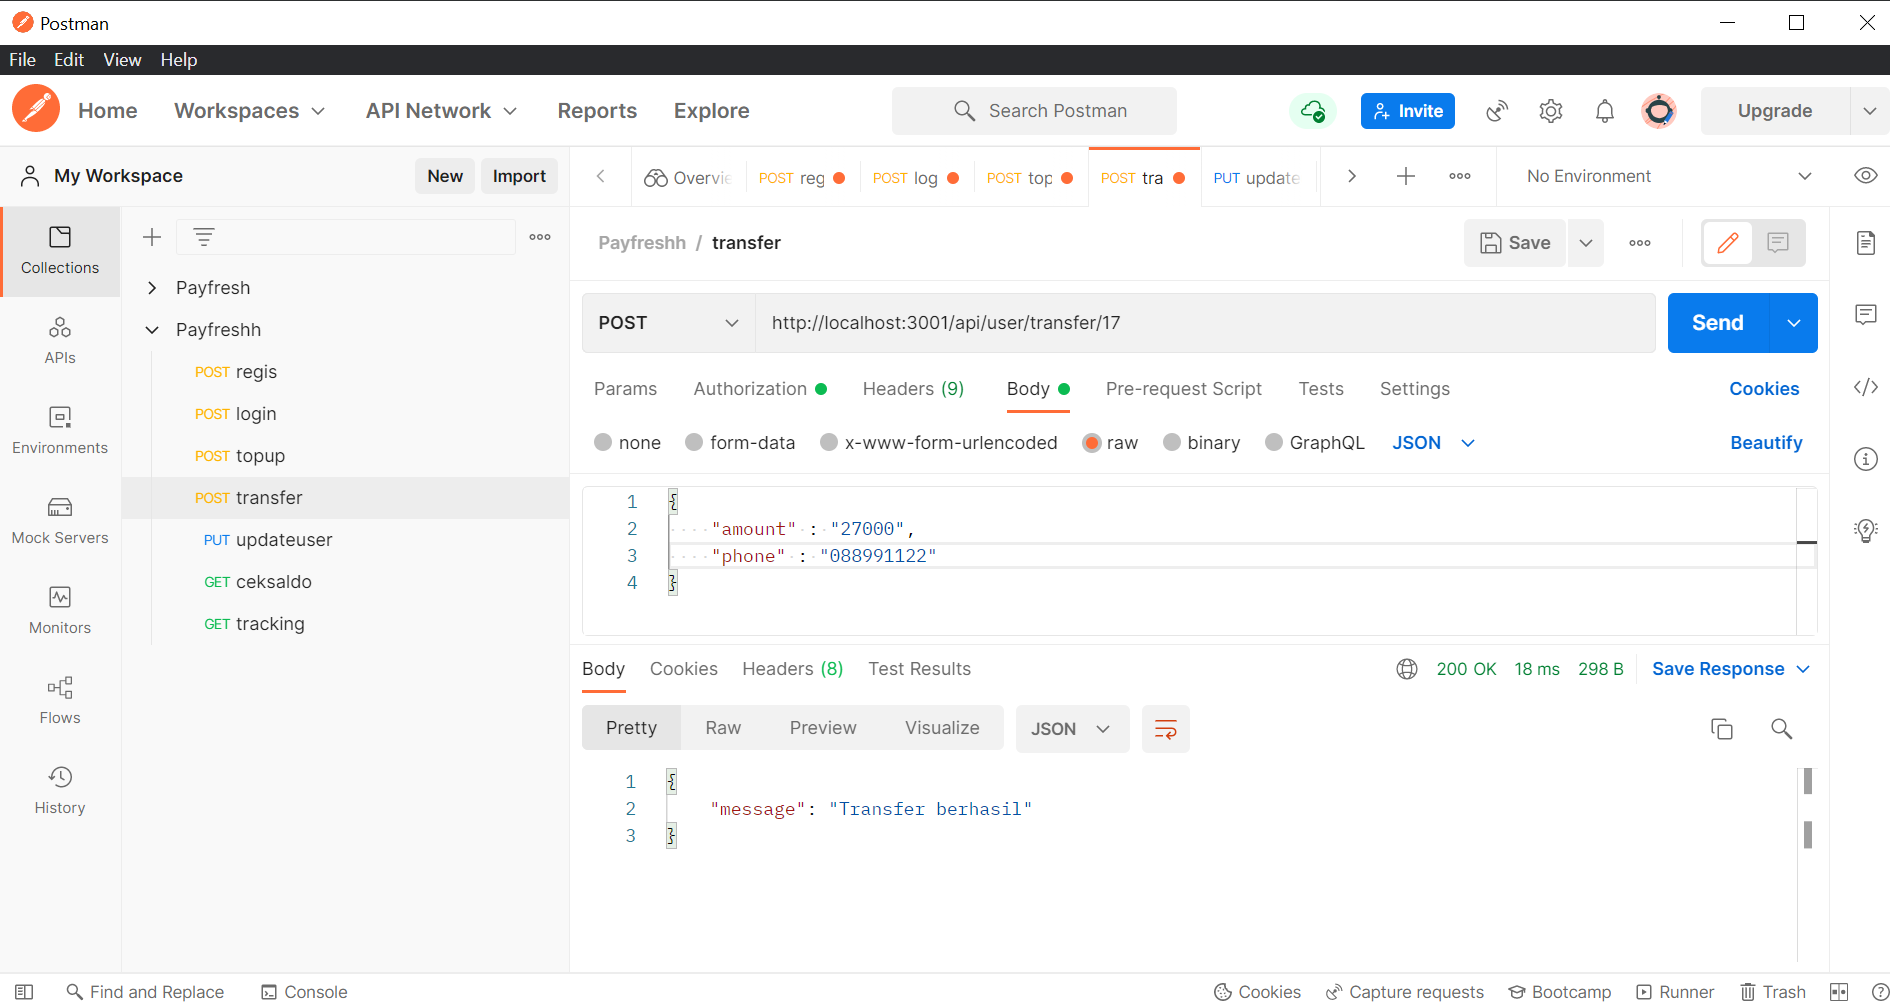 Postman
File Edit View Help
Home Workspaces API Network Reports Explore Search Postman Invite Upgrade
My Workspace New Import
Overvie POST reg POST log POST top POST tra PUT update No Environment
Collections
APIs
Environments
Mock Servers
Monitors
Flows
History
Payfresh
Payfreshh
POST regis
POST login
POST topup
POST transfer
PUT updateuser
GET ceksaldo
GET tracking
Payfreshh / transfer Save
POST http://localhost:3001/api/user/transfer/17 Send
Params Authorization Headers (9) Body Pre-request Script Tests Settings Cookies
none form-data x-www-form-urlencoded raw binary GraphQL JSON Beautify
1 {
2 "amount" : "27000",
3 "phone" : "088991122"
4 }
Body Cookies Headers (8) Test Results 200 OK 18 ms 298 B Save Response
Pretty Raw Preview Visualize JSON
1 {
2 "message": "Transfer berhasil"
3 }
Find and Replace Console Cookies Capture requests Bootcamp Runner Trash